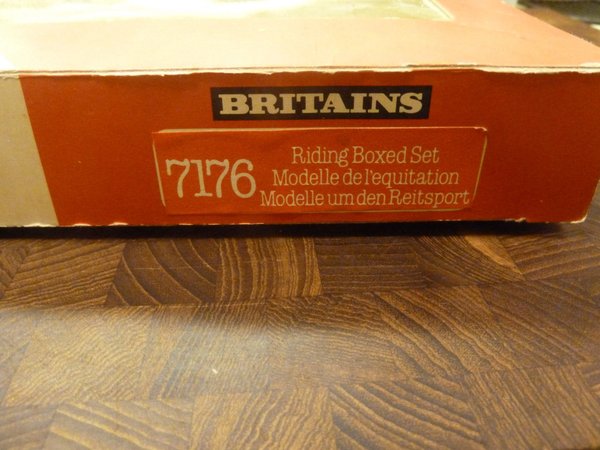 BRITAINS
7176
Riding Boxed Set
Modelle de l'equitation
Modelle um den Reitsport